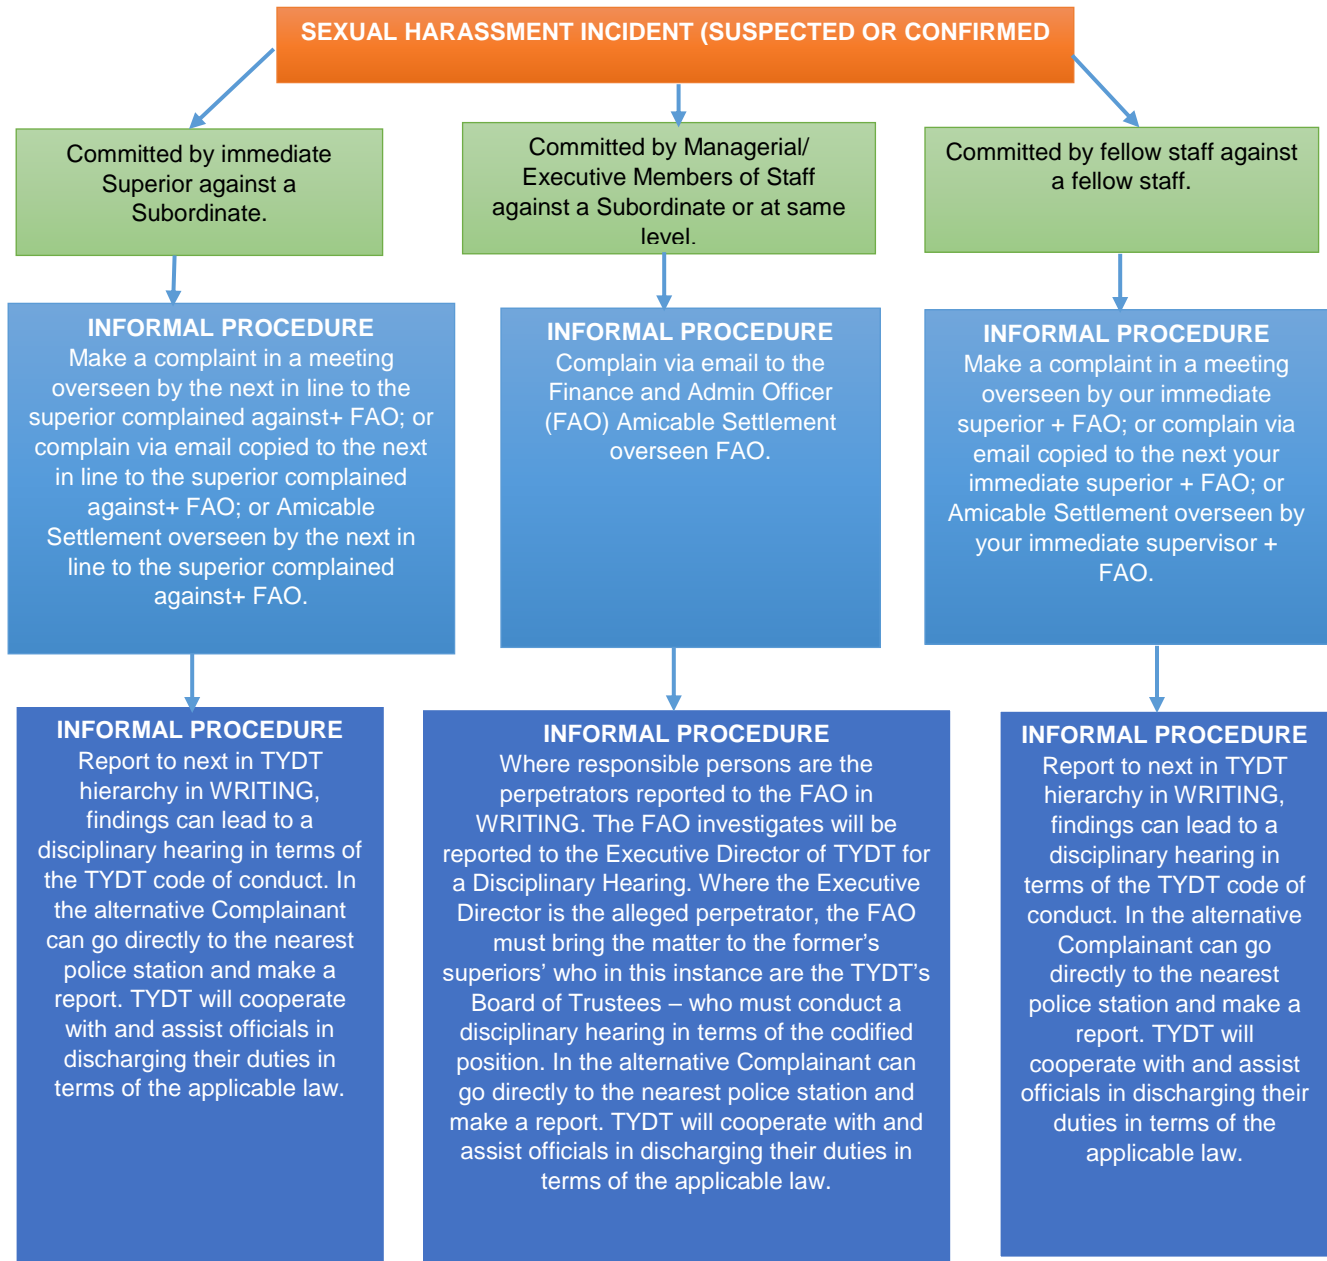 SEXUAL HARASSMENT INCIDENT (SUSPECTED OR CONFIRMED
Committed by immediate
Superior against a
Subordinate.
Committed by Managerial/
Executive Members of Staff
against a Subordinate or at same
level.
Committed by fellow staff against
a fellow staff.
INFORMAL PROCEDURE
Make a complaint in a meeting
overseen by the next in line to the
superior complained against+ FAO; or
complain via email copied to the next
in line to the superior complained
against+ FAO; or Amicable
Settlement overseen by the next in
line to the superior complained
against+ FAO.
INFORMAL PROCEDURE
Complain via email to the
Finance and Admin Officer
(FAO) Amicable Settlement
overseen FAO.
INFORMAL PROCEDURE
Make a complaint in a meeting
overseen by our immediate
superior + FAO; or complain via
email copied to the next your
immediate superior + FAO; or
Amicable Settlement overseen by
your immediate supervisor +
FAO.
INFORMAL PROCEDURE
Report to next in TYDT
hierarchy in WRITING,
findings can lead to a
disciplinary hearing in terms of
the TYDT code of conduct. In
the alternative Complainant
can go directly to the nearest
police station and make a
report. TYDT will cooperate
with and assist officials in
discharging their duties in
terms of the applicable law.
INFORMAL PROCEDURE
Where responsible persons are the
perpetrators reported to the FAO in
WRITING. The FAO investigates will be
reported to the Executive Director of TYDT for
a Disciplinary Hearing. Where the Executive
Director is the alleged perpetrator, the FAO
must bring the matter to the former’s
superiors’ who in this instance are the TYDT’s
Board of Trustees – who must conduct a
disciplinary hearing in terms of the codified
position. In the alternative Complainant can
go directly to the nearest police station and
make a report. TYDT will cooperate with and
assist officials in discharging their duties in
terms of the applicable law.
INFORMAL PROCEDURE
Report to next in TYDT
hierarchy in WRITING,
findings can lead to a
disciplinary hearing in
terms of the TYDT code of
conduct. In the alternative
Complainant can go
directly to the nearest
police station and make a
report. TYDT will
cooperate with and assist
officials in discharging their
duties in terms of the
applicable law.